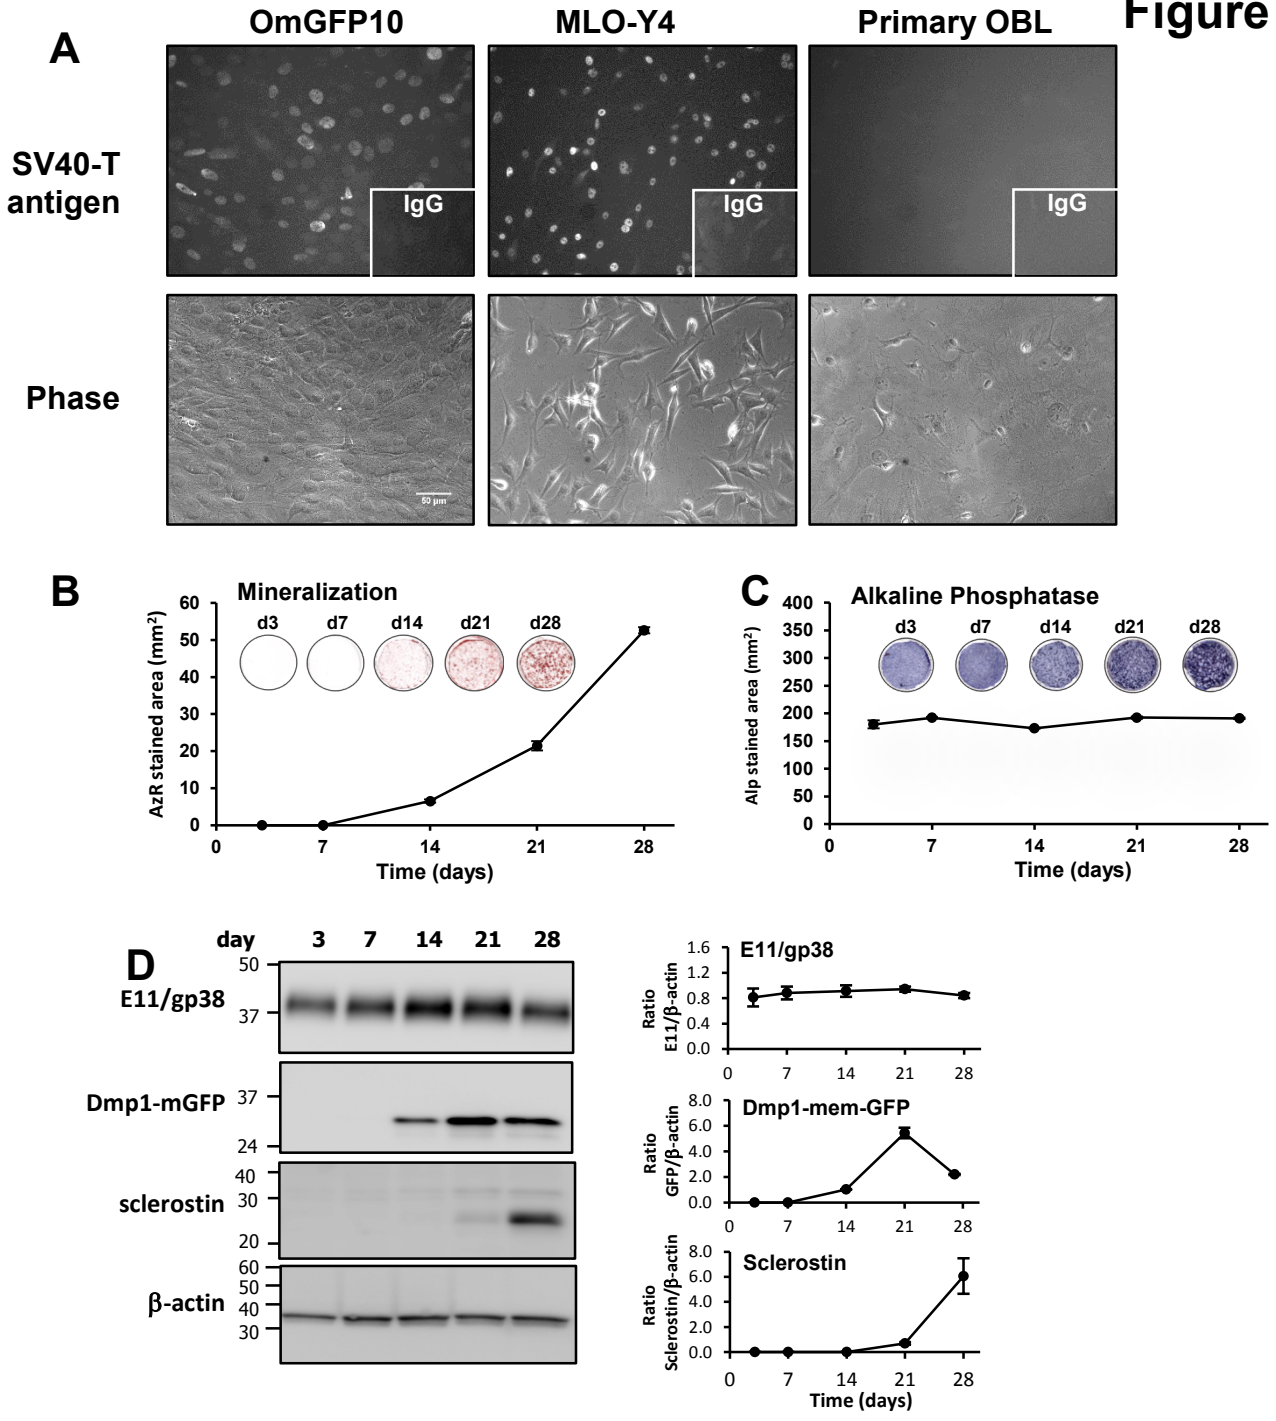 Figure
OmGFP10 MLO-Y4 Primary OBL
A
SV40-T
antigen
IgG IgG IgG
Phase
50 µm
B
Mineralization
AzR stained area (mm²)
60
50
40
30
20
10
0
d3 d7 d14 d21 d28
0 7 14 21 28
Time (days)
C
Alkaline Phosphatase
Alp stained area (mm²)
400
350
300
250
200
150
100
50
0
d3 d7 d14 d21 d28
0 7 14 21 28
Time (days)
D
day 3 7 14 21 28
50
E11/gp38
37
37
Dmp1-mGFP
24
40
30
sclerostin
20
60
50
40
β-actin
30
E11/gp38
Ratio
E11/β-actin
1.6
1.2
0.8
0.4
0.0
0 7 14 21 28
Dmp1-mem-GFP
Ratio
GFP/β-actin
8.0
6.0
4.0
2.0
0.0
0 7 14 21 28
Sclerostin
Ratio
Sclerostin/β-actin
8.0
6.0
4.0
2.0
0.0
0 7 14 21 28
Time (days)